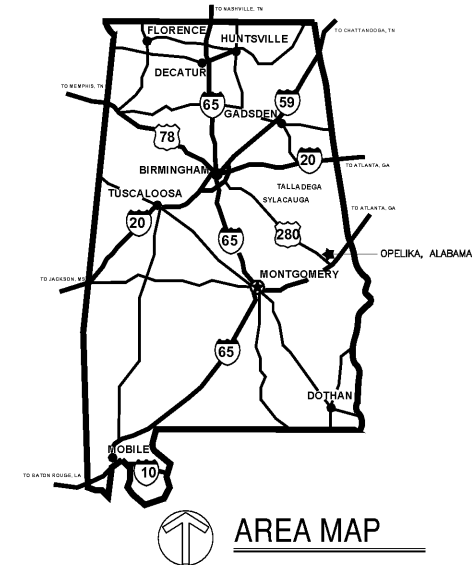 TO NASHVILLE, TN
FLORENCE
HUNTSVILLE
TO CHATTANOOGA, TN
DECATUR
TO MEMPHIS, TN
65
59
GADSDEN
78
20
BIRMINGHAM
TO ATLANTA, GA
TALLADEGA
TUSCALOOSA
SYLACAUGA
TO ATLANTA, GA
20
65
280
OPELIKA, ALABAMA
MONTGOMERY
TO JACKSON, MS
65
DOTHAN
MOBILE
10
TO BATON ROUGE, LA
AREA MAP